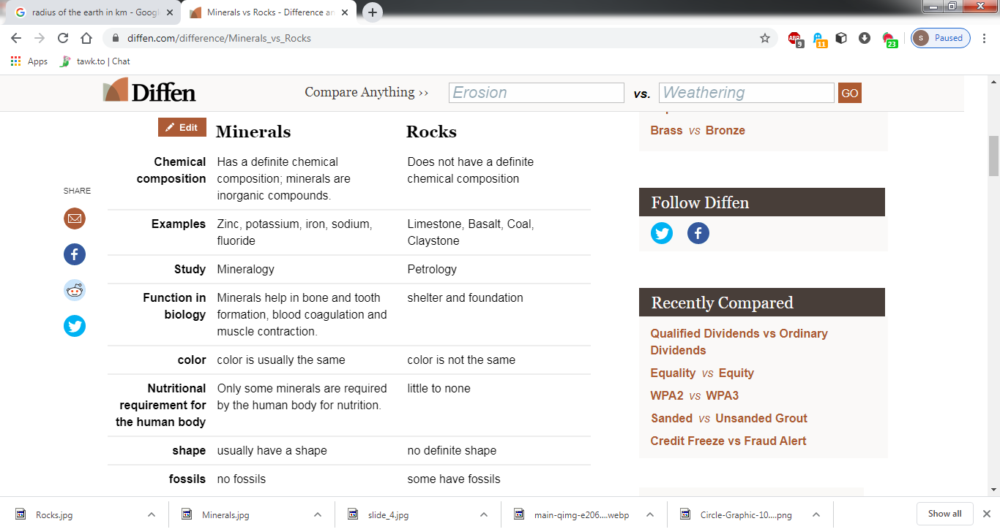 radius of the earth in km - Googl
Minerals vs Rocks - Difference an
diffen.com/difference/Minerals_vs_Rocks
ABP
9
11
23
S
Paused
Apps
tawk.to | Chat
Diffen
Compare Anything ››
Erosion
vs.
Weathering
GO
Edit
Minerals
Rocks
Chemical composition
Has a definite chemical
composition; minerals are
inorganic compounds.
Does not have a definite
chemical composition
Examples
Zinc, potassium, iron, sodium,
fluoride
Limestone, Basalt, Coal,
Claystone
Study
Mineralogy
Petrology
Function in
biology
Minerals help in bone and tooth
formation, blood coagulation and
muscle contraction.
shelter and foundation
color
color is usually the same
color is not the same
Nutritional
requirement for
the human body
Only some minerals are required
by the human body for nutrition.
little to none
shape
usually have a shape
no definite shape
fossils
no fossils
some have fossils
SHARE
Brass vs Bronze
Follow Diffen
Recently Compared
Qualified Dividends vs Ordinary
Dividends
Equality vs Equity
WPA2 vs WPA3
Sanded vs Unsanded Grout
Credit Freeze vs Fraud Alert
Rocks.jpg
Minerals.jpg
slide_4.jpg
main-qimg-e206....webp
Circle-Graphic-10....png
Show all